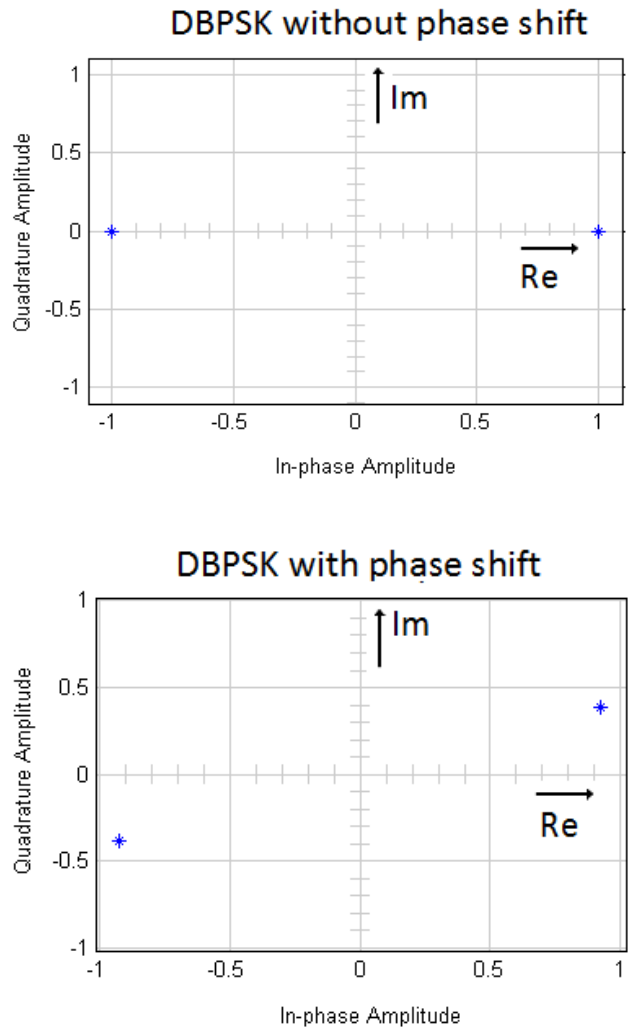 DBPSK without phase shift
1
Im
0.5
Quadrature Amplitude
0
Re
-0.5
-1
-1 -0.5 0 0.5 1
In-phase Amplitude
DBPSK with phase shift
1
Im
0.5
Quadrature Amplitude
0
Re
-0.5
-1
-1 -0.5 0 0.5 1
In-phase Amplitude